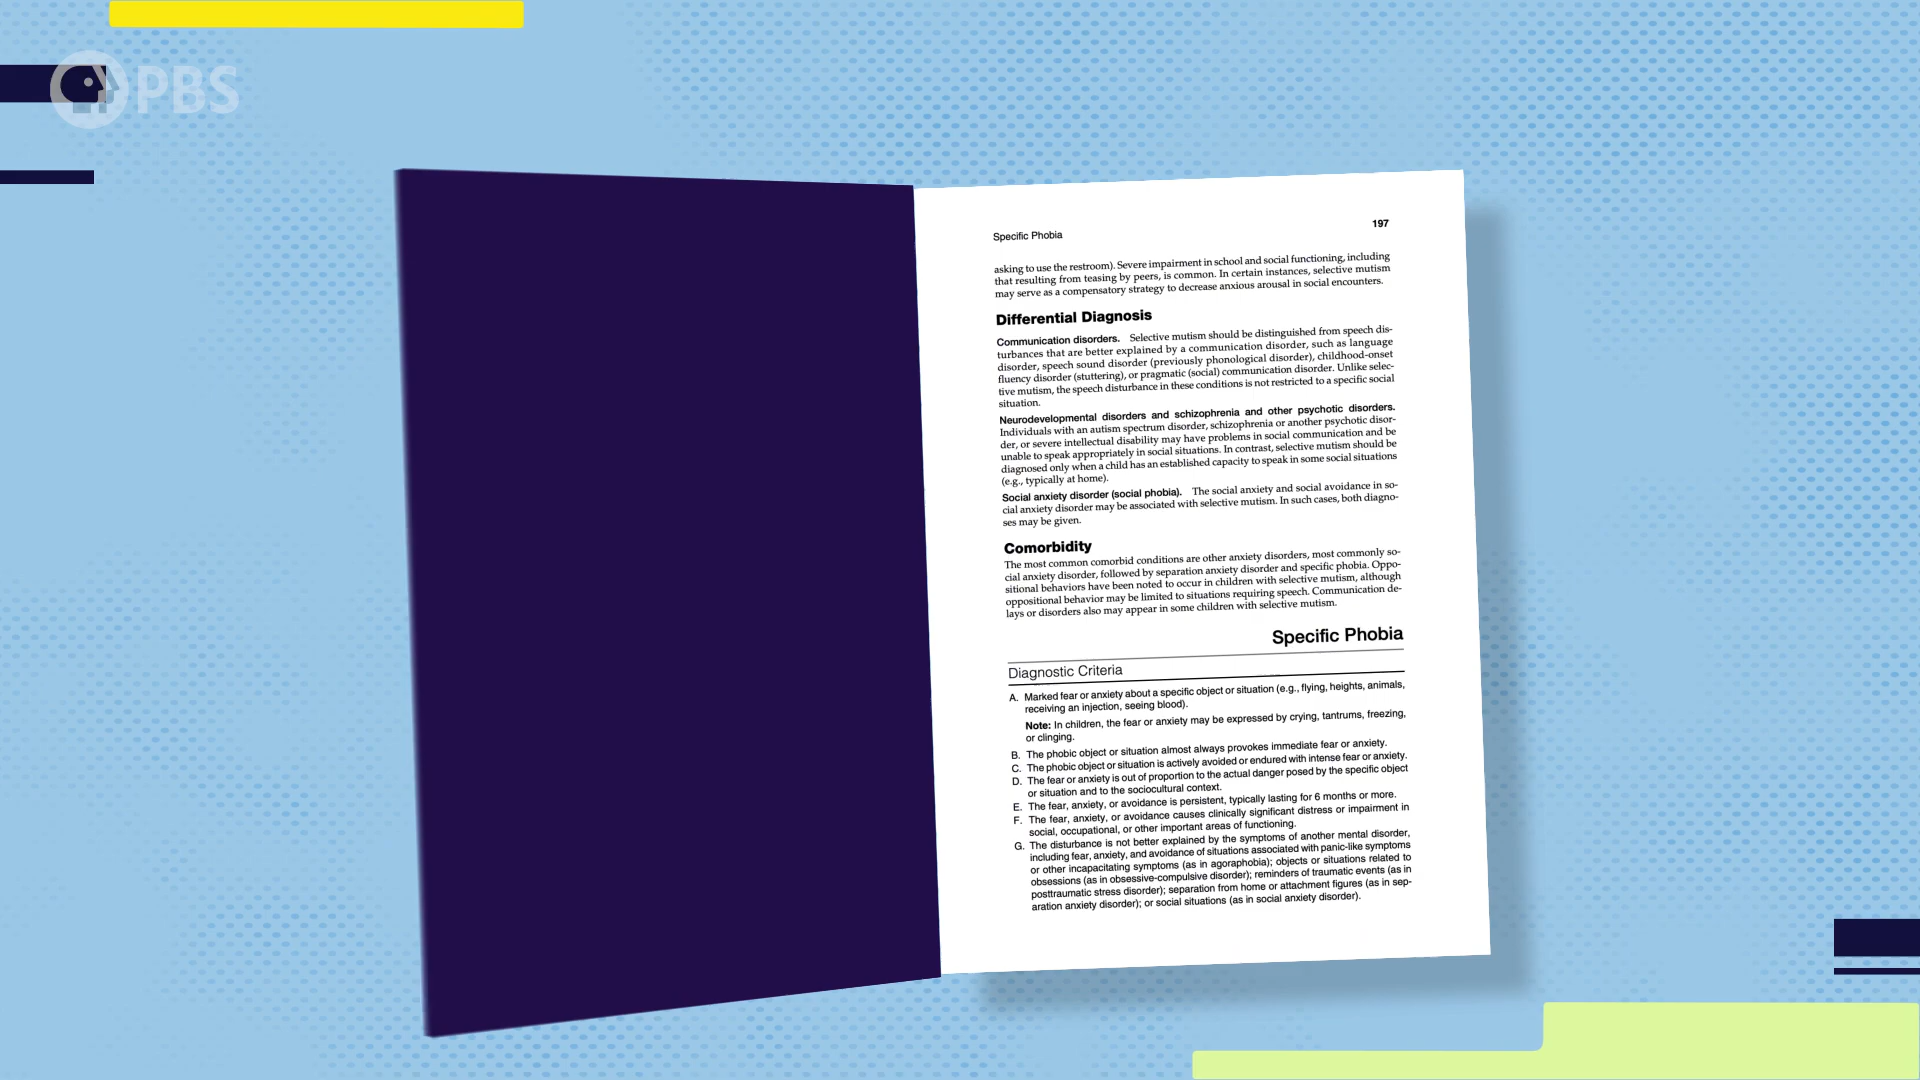 PBS
Specific Phobia
197
asking to use the restroom). Severe impairment in school and social functioning, including
that resulting from teasing by peers, is common. In certain instances, selective mutism
may serve as a compensatory strategy to decrease anxious arousal in social encounters.
Differential Diagnosis
Communication disorders. Selective mutism should be distinguished from speech dis-
turbances that are better explained by a communication disorder, such as language
disorder, speech sound disorder (previously phonological disorder), childhood-onset
fluency disorder (stuttering), or pragmatic (social) communication disorder. Unlike selec-
tive mutism, the speech disturbance in these conditions is not restricted to a specific social
situation.
Neurodevelopmental disorders and schizophrenia and other psychotic disorders.
Individuals with an autism spectrum disorder, schizophrenia or another psychotic disor-
der, or severe intellectual disability may have problems in social communication and be
unable to speak appropriately in social situations. In contrast, selective mutism should be
diagnosed only when a child has an established capacity to speak in some social situations
(e.g., typically at home).
Social anxiety disorder (social phobia). The social anxiety and social avoidance in so-
cial anxiety disorder may be associated with selective mutism. In such cases, both diagno-
ses may be given.
Comorbidity
The most common comorbid conditions are other anxiety disorders, most commonly so-
cial anxiety disorder, followed by separation anxiety disorder and specific phobia. Oppo-
sitional behaviors have been noted to occur in children with selective mutism, although
oppositional behavior may be limited to situations requiring speech. Communication de-
lays or disorders also may appear in some children with selective mutism.
Specific Phobia
Diagnostic Criteria
A. Marked fear or anxiety about a specific object or situation (e.g., flying, heights, animals,
receiving an injection, seeing blood).
Note: In children, the fear or anxiety may be expressed by crying, tantrums, freezing,
or clinging.
B. The phobic object or situation almost always provokes immediate fear or anxiety.
C. The phobic object or situation is actively avoided or endured with intense fear or anxiety.
D. The fear or anxiety is out of proportion to the actual danger posed by the specific object
or situation and to the sociocultural context.
E. The fear, anxiety, or avoidance is persistent, typically lasting for 6 months or more.
F. The fear, anxiety, or avoidance causes clinically significant distress or impairment in
social, occupational, or other important areas of functioning.
G. The disturbance is not better explained by the symptoms of another mental disorder,
including fear, anxiety, and avoidance of situations associated with panic-like symptoms
or other incapacitating symptoms (as in agoraphobia); objects or situations related to
obsessions (as in obsessive-compulsive disorder); reminders of traumatic events (as in
posttraumatic stress disorder); separation from home or attachment figures (as in sep-
aration anxiety disorder); or social situations (as in social anxiety disorder).